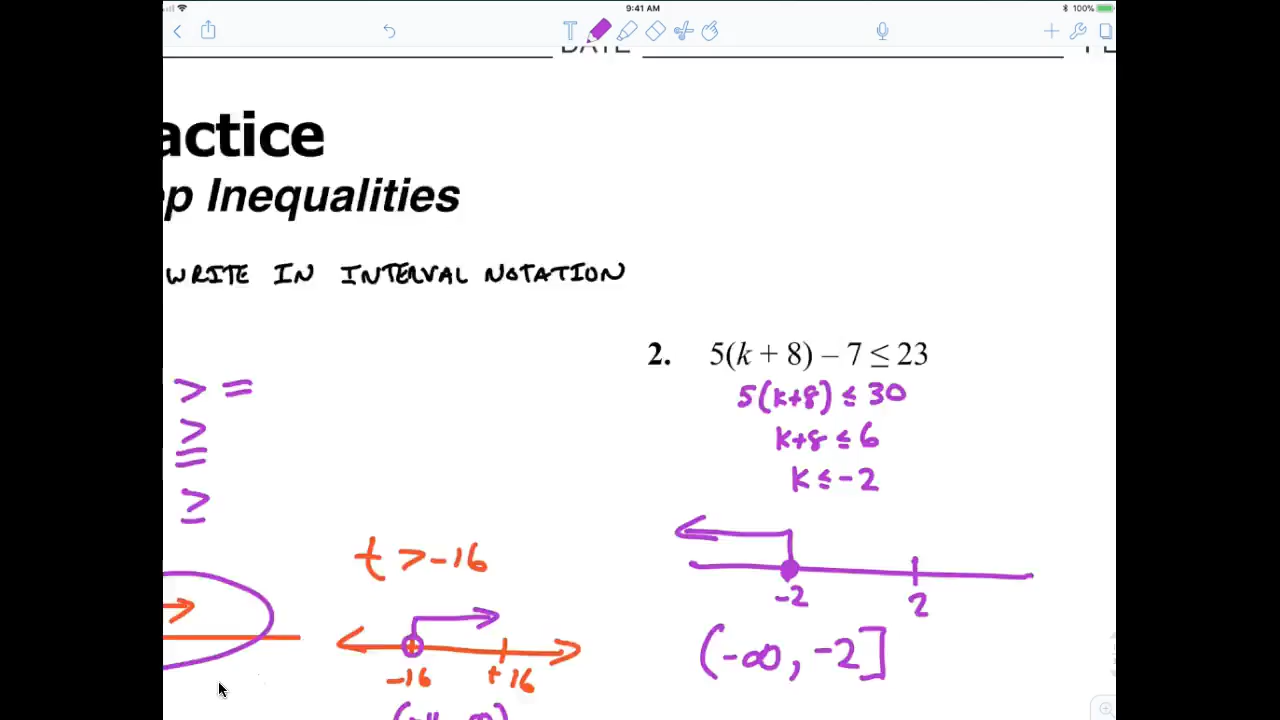 9:41 AM
100%
DATE
actice
p Inequalities
WRITE IN INTERVAL NOTATION
> =
≥
=
≥
t > -16
-16
+16
2. 5(k + 8) – 7 ≤ 23
5(k+8) ≤ 30
k+8 ≤ 6
k ≤ -2
-2
2
(-∞, -2]